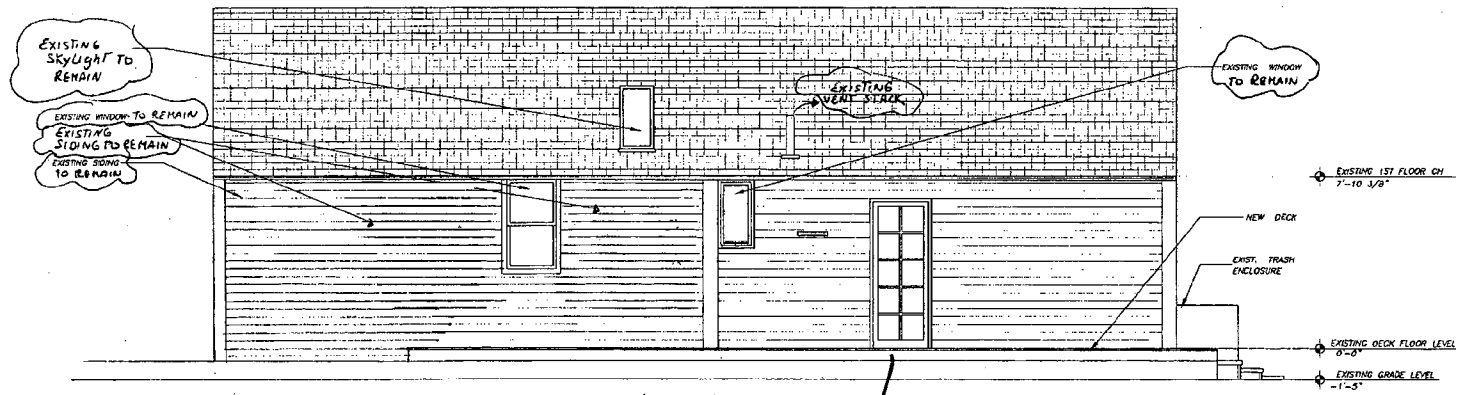 EXISTING
SKYLIGHT TO
REMAIN
EXISTING WINDOW TO REMAIN
EXISTING
SIDING TO REMAIN
EXISTING SIDING
TO REMAIN
EXISTING
VENT STACK
EXISTING WINDOW
TO REMAIN
EXISTING 1ST FLOOR CH
7'-10 3/8"
NEW DECK
EXIST. TRASH
ENCLOSURE
EXISTING DECK FLOOR LEVEL
0'-0"
EXISTING GRADE LEVEL
-1'-5"